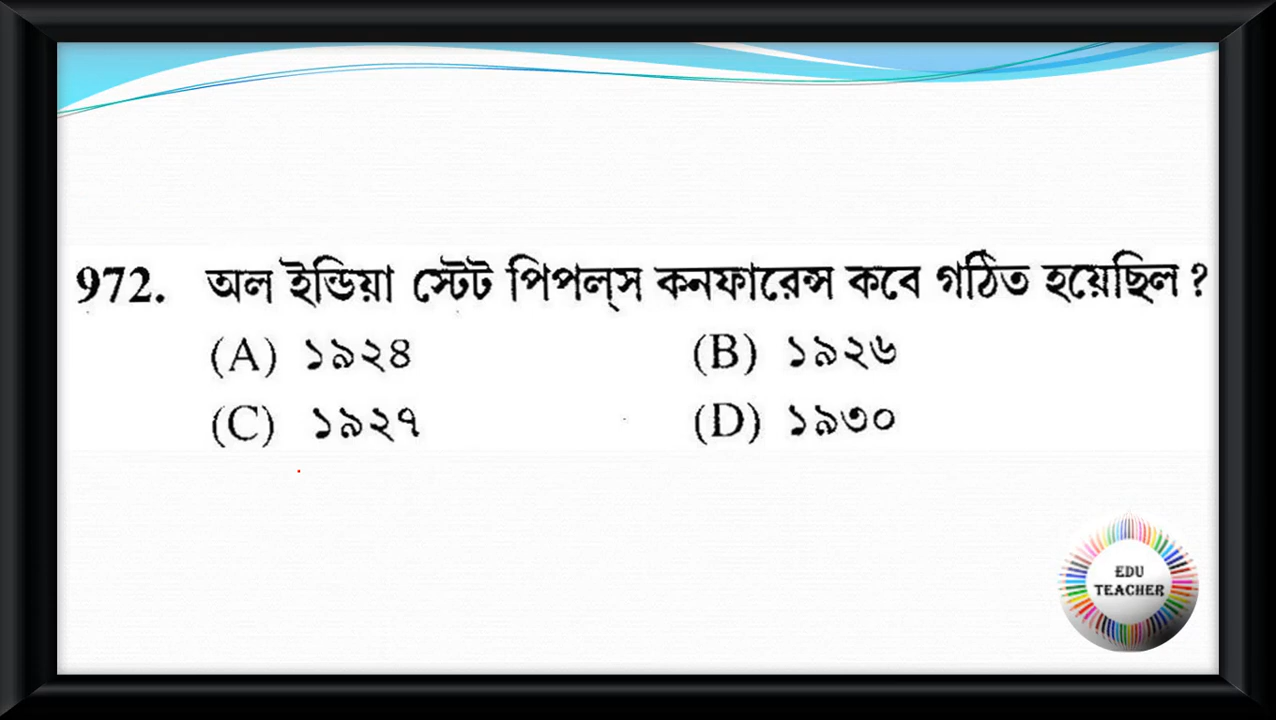 972. অল ইন্ডিয়া স্টেট পিপল্‌স কনফারেন্স কবে গঠিত হয়েছিল ?
(A) ১৯২৪ (B) ১৯২৬
(C) ১৯২৭ (D) ১৯৩০
EDU
TEACHER